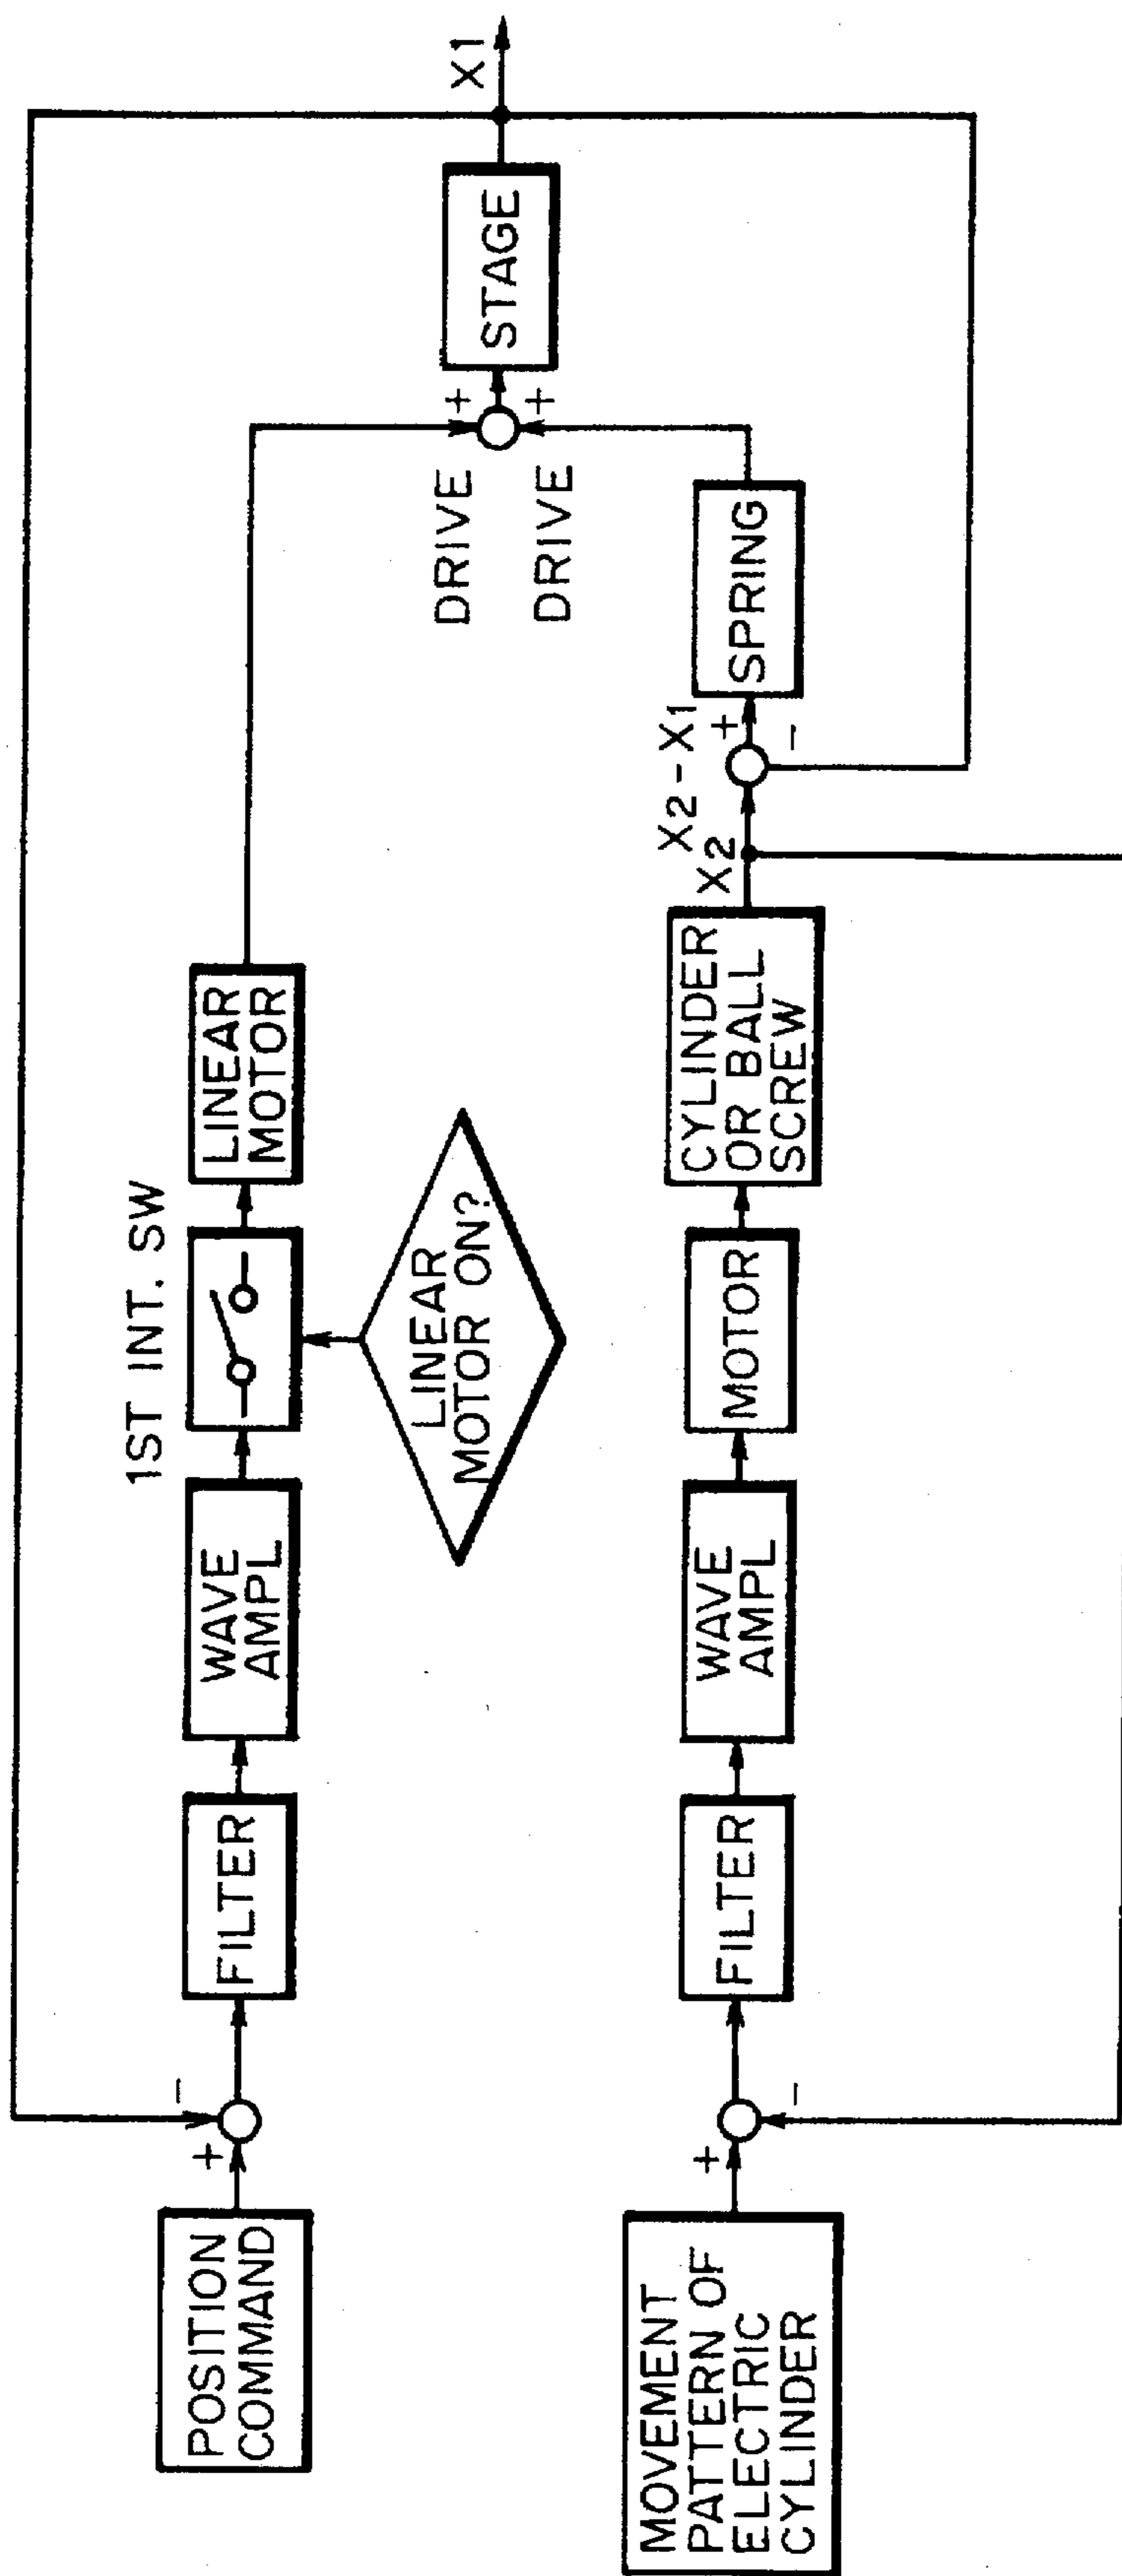 POSITION
COMMAND
+
-
FILTER
WAVE
AMPL
1ST INT. SW
LINEAR
MOTOR
LINEAR
MOTOR ON?
DRIVE
+
DRIVE
+
STAGE
X1
MOVEMENT
PATTERN OF
ELECTRIC
CYLINDER
+
-
FILTER
WAVE
AMPL
MOTOR
CYLINDER
OR BALL
SCREW
X2
X2-X1
+
-
SPRING